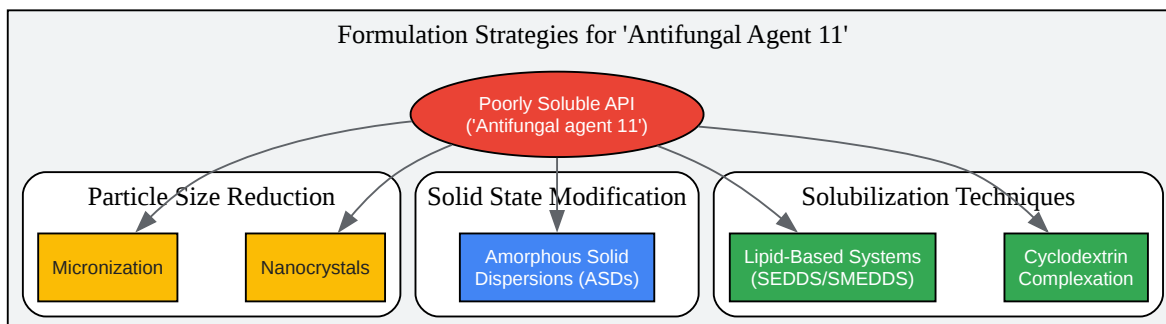 Formulation Strategies for 'Antifungal Agent 11'
Poorly Soluble API
('Antifungal agent 11')
Particle Size Reduction
Micronization
Nanocrystals
Solid State Modification
Amorphous Solid
Dispersions (ASDs)
Solubilization Techniques
Lipid-Based Systems
(SEDDS/SMEDDS)
Cyclodextrin
Complexation